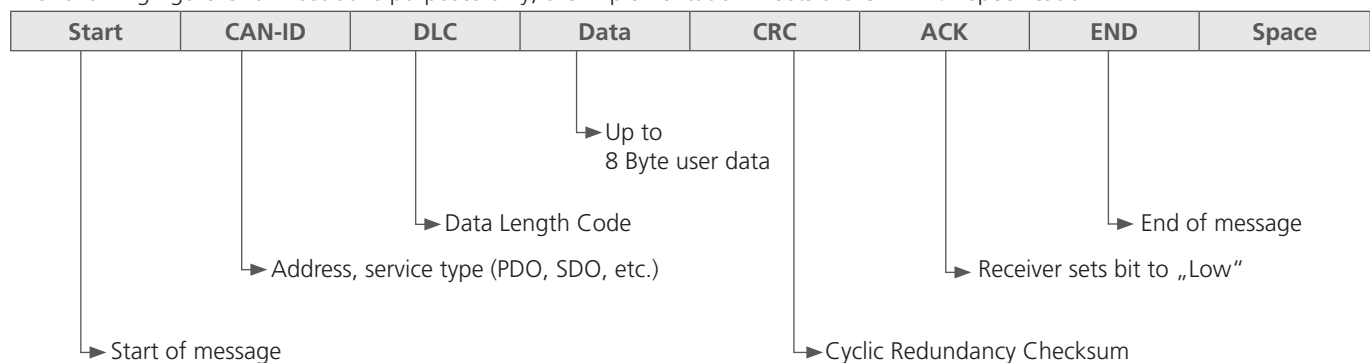 Start CAN-ID DLC Data CRC ACK END Space
Up to
8 Byte user data
Data Length Code
End of message
Address, service type (PDO, SDO, etc.)
Receiver sets bit to „Low“
Start of message
Cyclic Redundancy Checksum